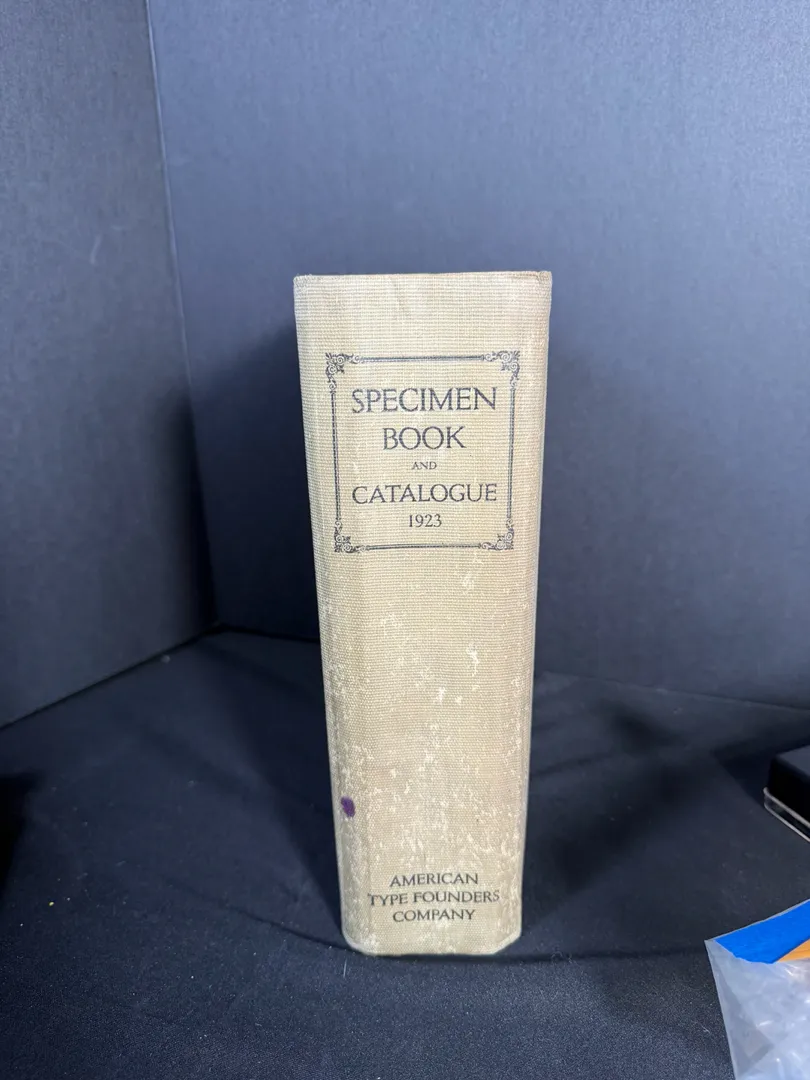 SPECIMEN
BOOK
AND
CATALOGUE
1923
AMERICAN
TYPE FOUNDERS
COMPANY